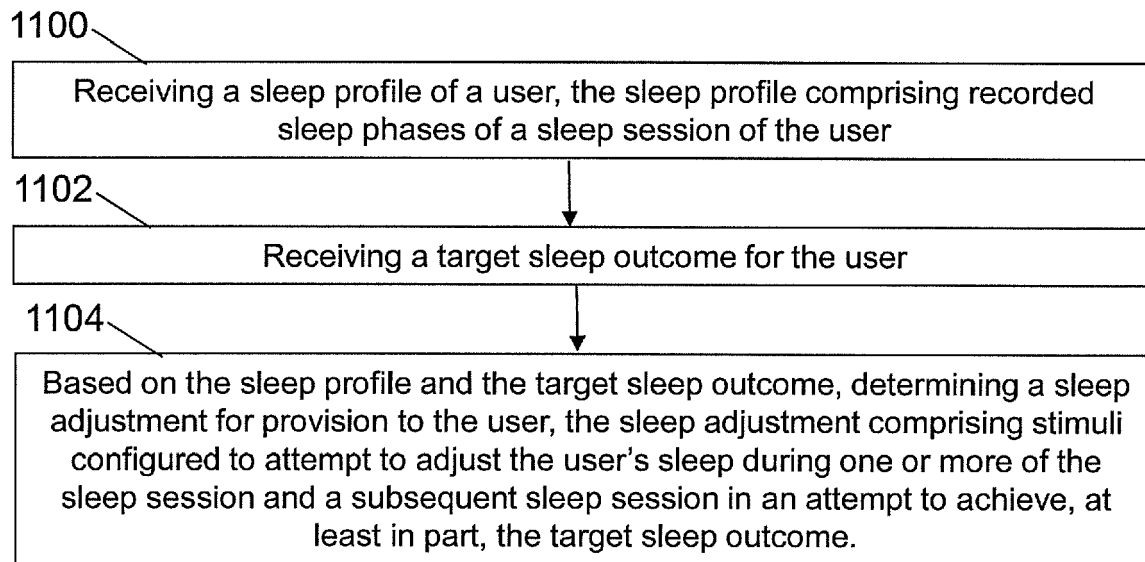 1100
Receiving a sleep profile of a user, the sleep profile comprising recorded
sleep phases of a sleep session of the user
1102
Receiving a target sleep outcome for the user
1104
Based on the sleep profile and the target sleep outcome, determining a sleep
adjustment for provision to the user, the sleep adjustment comprising stimuli
configured to attempt to adjust the user's sleep during one or more of the
sleep session and a subsequent sleep session in an attempt to achieve, at
least in part, the target sleep outcome.